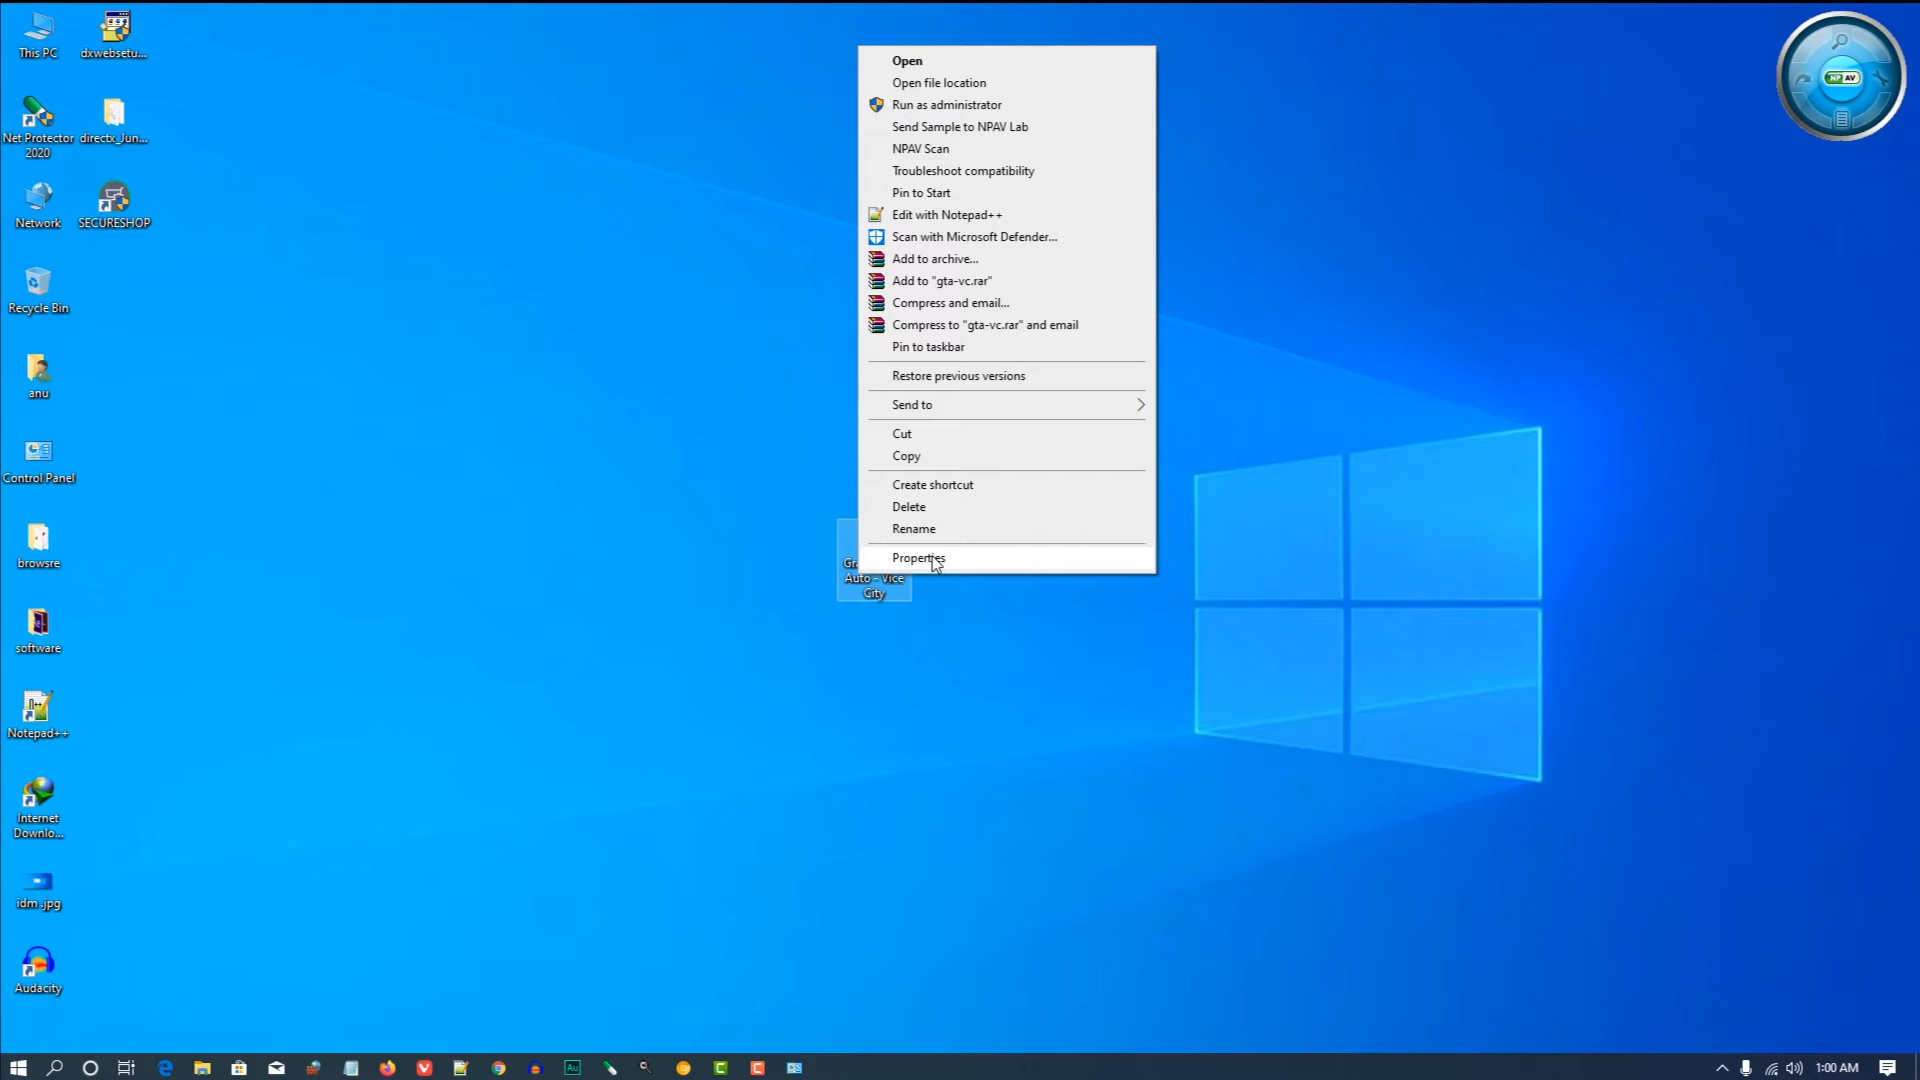 This PC
dxwebsetu...
Net Protector
2020
directx_Jun...
Network
SECURESHOP
Recycle Bin
anu
Control Panel
browsre
software
Notepad++
Internet
Downlo...
idm .jpg
Audacity
Open
Open file location
Run as administrator
Send Sample to NPAV Lab
NPAV Scan
Troubleshoot compatibility
Pin to Start
Edit with Notepad++
Scan with Microsoft Defender...
Add to archive...
Add to "gta-vc.rar"
Compress and email...
Compress to "gta-vc.rar" and email
Pin to taskbar
Restore previous versions
Send to
Cut
Copy
Create shortcut
Delete
Rename
Properties
Auto - Vice
City
NP AV
Au
1:00 AM